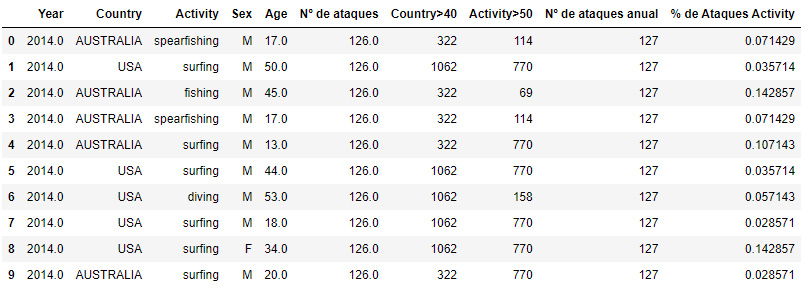 Year Country Activity Sex Age Nº de ataques Country>40 Activity>50 Nº de ataques anual % de Ataques Activity
0 2014.0 AUSTRALIA spearfishing M 17.0 126.0 322 114 127 0.071429
1 2014.0 USA surfing M 50.0 126.0 1062 770 127 0.035714
2 2014.0 AUSTRALIA fishing M 45.0 126.0 322 69 127 0.142857
3 2014.0 AUSTRALIA spearfishing M 17.0 126.0 322 114 127 0.071429
4 2014.0 AUSTRALIA surfing M 13.0 126.0 322 770 127 0.107143
5 2014.0 USA surfing M 44.0 126.0 1062 770 127 0.035714
6 2014.0 USA diving M 53.0 126.0 1062 158 127 0.057143
7 2014.0 USA surfing M 18.0 126.0 1062 770 127 0.028571
8 2014.0 USA surfing F 34.0 126.0 1062 770 127 0.142857
9 2014.0 AUSTRALIA surfing M 20.0 126.0 322 770 127 0.028571